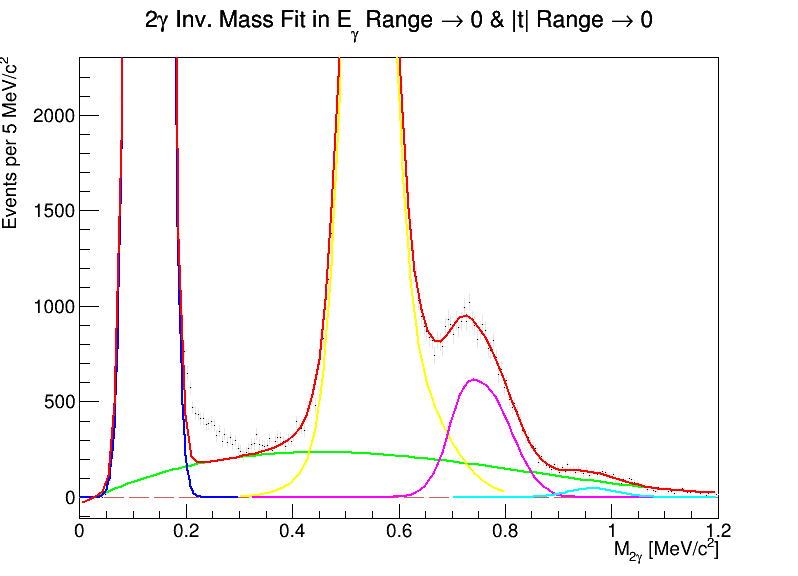 2γ Inv. Mass Fit in Eγ Range → 0 & |t| Range → 0
Events per 5 MeV/c²
2000
1500
1000
500
0
0 0.2 0.4 0.6 0.8 1 1.2
M2γ [MeV/c²]